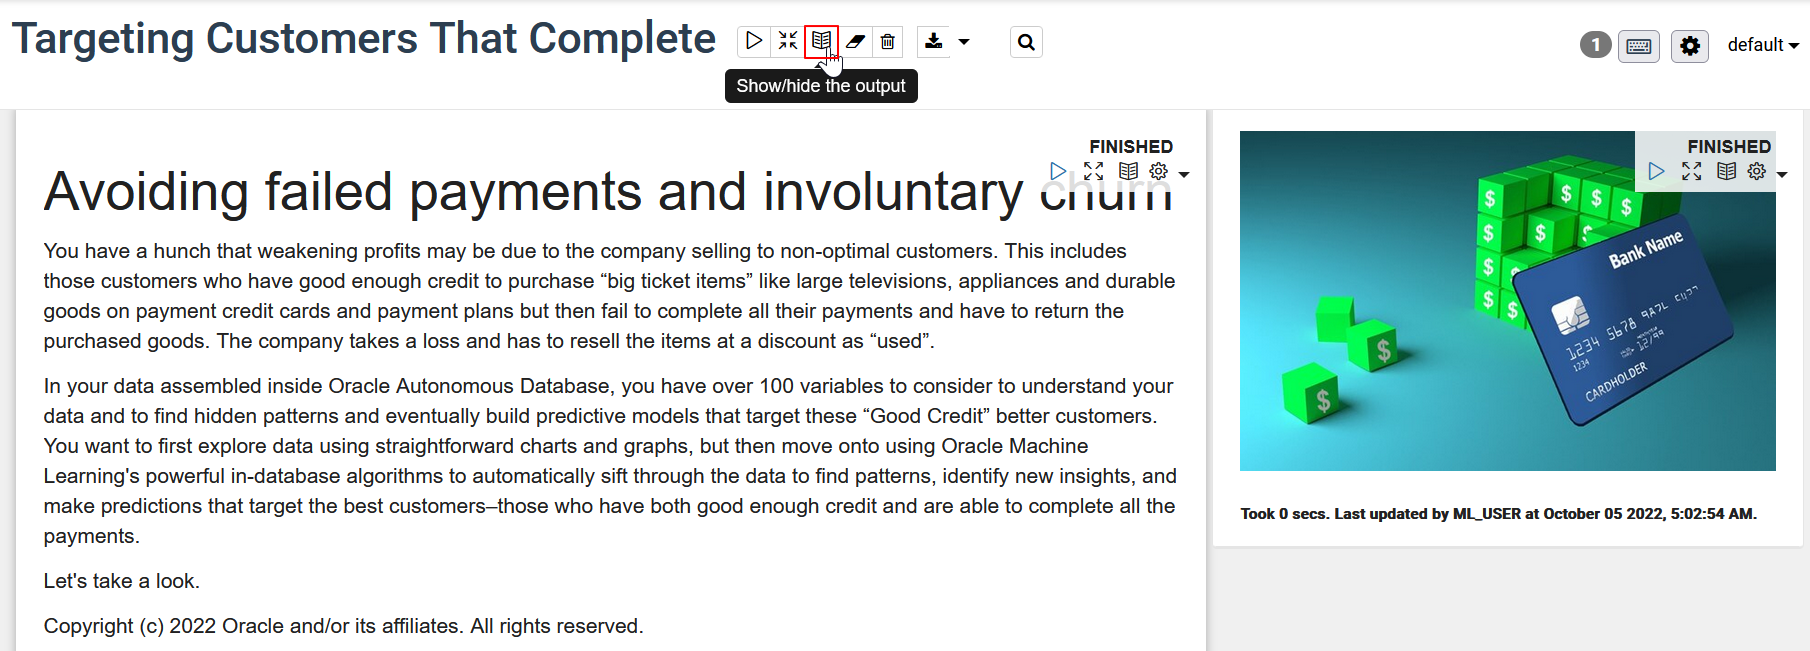 Targeting Customers That Complete
1
default
Show/hide the output
FINISHED
Avoiding failed payments and involuntary churn
You have a hunch that weakening profits may be due to the company selling to non-optimal customers. This includes
those customers who have good enough credit to purchase “big ticket items” like large televisions, appliances and durable
goods on payment credit cards and payment plans but then fail to complete all their payments and have to return the
purchased goods. The company takes a loss and has to resell the items at a discount as “used”.
In your data assembled inside Oracle Autonomous Database, you have over 100 variables to consider to understand your
data and to find hidden patterns and eventually build predictive models that target these “Good Credit” better customers.
You want to first explore data using straightforward charts and graphs, but then move onto using Oracle Machine
Learning's powerful in-database algorithms to automatically sift through the data to find patterns, identify new insights, and
make predictions that target the best customers–those who have both good enough credit and are able to complete all the
payments.
Let's take a look.
Copyright (c) 2022 Oracle and/or its affiliates. All rights reserved.
FINISHED
$ $ $ $
$ $ $
$
$ $
$
$
Bank Name
1234 5678
1234
12/99
CARDHOLDER
Took 0 secs. Last updated by ML_USER at October 05 2022, 5:02:54 AM.